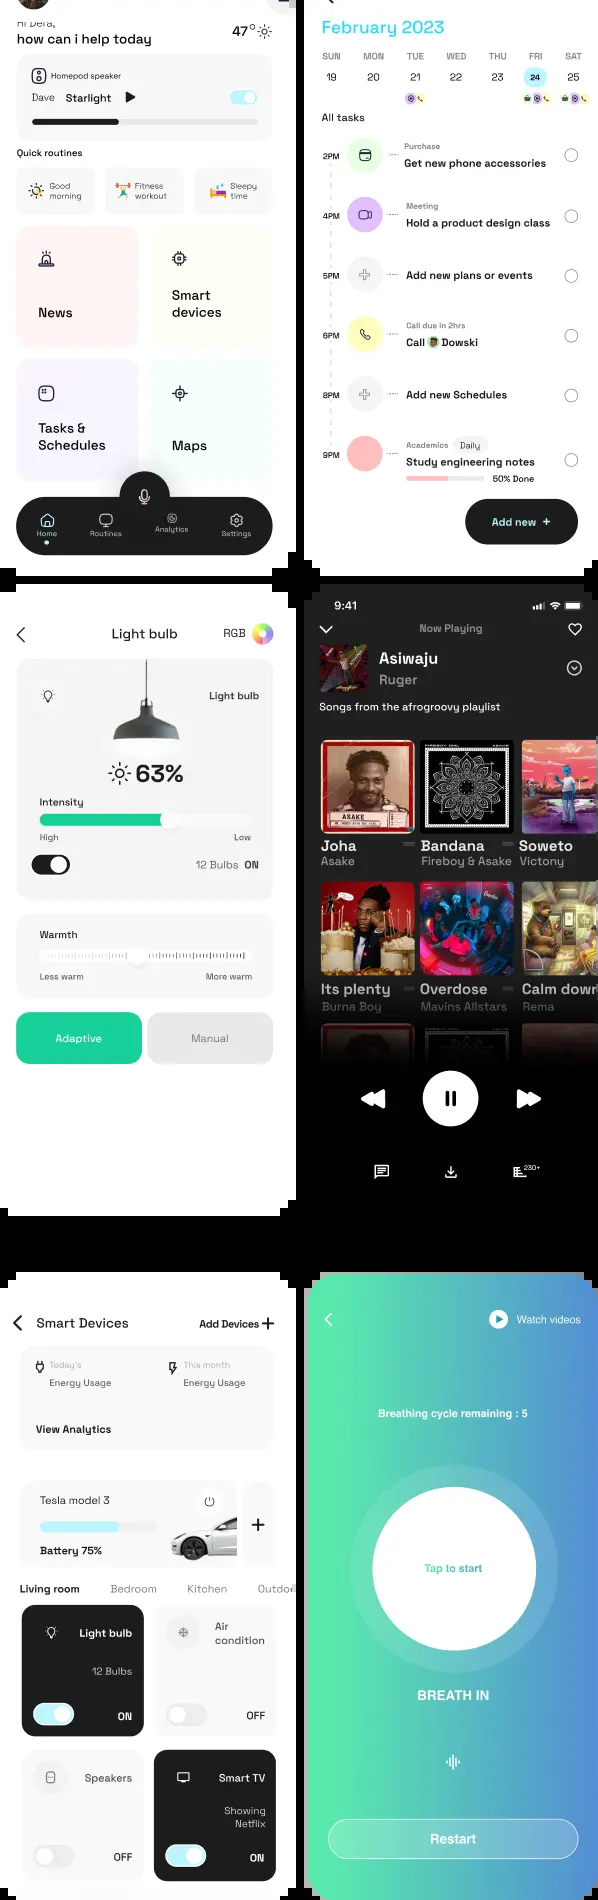 Hi Dera,
how can i help today
47°
Homepod speaker
Dave Starlight
Quick routines
Good morning
Fitness workout
Sleepy time
News
Smart devices
Tasks & Schedules
Maps
Home
Routines
Analytics
Settings
February 2023
SUN MON TUE WED THU FRI SAT
19 20 21 22 23 24 25
All tasks
2PM
Purchase
Get new phone accessories
4PM
Meeting
Hold a product design class
5PM
Add new plans or events
6PM
Call due in 2hrs
Call Dowski
8PM
Add new Schedules
9PM
Academics Daily
Study engineering notes
50% Done
Add new +
Light bulb
RGB
Light bulb
63%
Intensity
High Low
12 Bulbs ON
Warmth
Less warm More warm
Adaptive Manual
9:41
Now Playing
Asiwaju
Ruger
Songs from the afrogroovy playlist
FIREBOY DML ASAKE
ASAKE
Joha Bandana Soweto
Asake Fireboy & Asake Victony
Overdose
Its plenty Overdose Calm down
Burna Boy Mavins Allstars Rema
230+
Smart Devices
Add Devices +
Today's
Energy Usage
This month
Energy Usage
View Analytics
Tesla model 3
Battery 75%
+
Living room Bedroom Kitchen
Light bulb
12 Bulbs
ON
Air condition
OFF
Speakers
OFF
Smart TV
Showing
Netflix
ON
Watch videos
Breathing cycle remaining : 5
Tap to start
BREATH IN
Restart